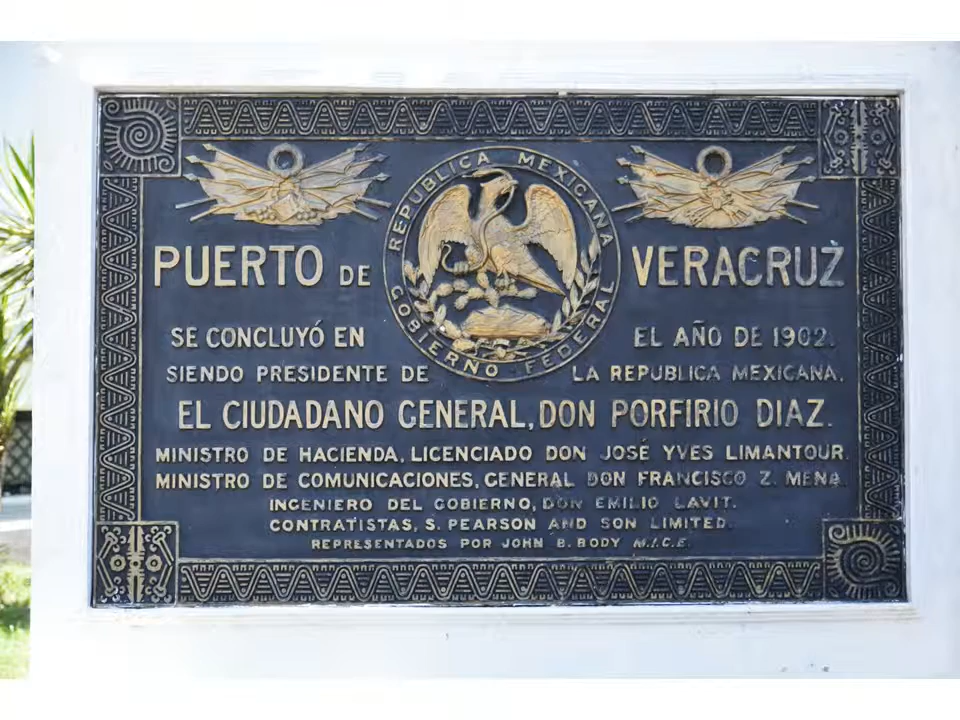 REPUBLICA MEXICANA
GOBIERNO FEDERAL
PUERTO DE VERACRUZ
SE CONCLUYÓ EN EL AÑO DE 1902.
SIENDO PRESIDENTE DE LA REPUBLICA MEXICANA.
EL CIUDADANO GENERAL, DON PORFIRIO DIAZ.
MINISTRO DE HACIENDA, LICENCIADO DON JOSÉ YVES LIMANTOUR.
MINISTRO DE COMUNICACIONES, GENERAL DON FRANCISCO Z. MENA.
INGENIERO DEL GOBIERNO, DON EMILIO LAVIT.
CONTRATISTAS, S. PEARSON AND SON LIMITED.
REPRESENTADOS POR JOHN B. BODY M.I.C.E.